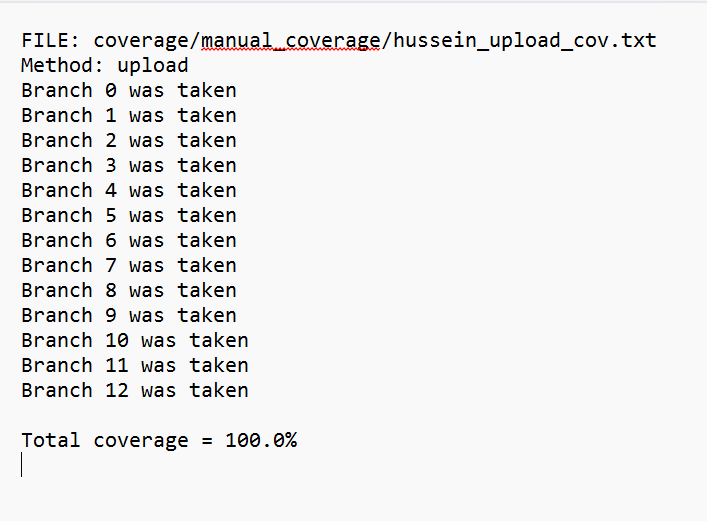 FILE: coverage/manual_coverage/hussein_upload_cov.txt
Method: upload
Branch 0 was taken
Branch 1 was taken
Branch 2 was taken
Branch 3 was taken
Branch 4 was taken
Branch 5 was taken
Branch 6 was taken
Branch 7 was taken
Branch 8 was taken
Branch 9 was taken
Branch 10 was taken
Branch 11 was taken
Branch 12 was taken
Total coverage = 100.0%